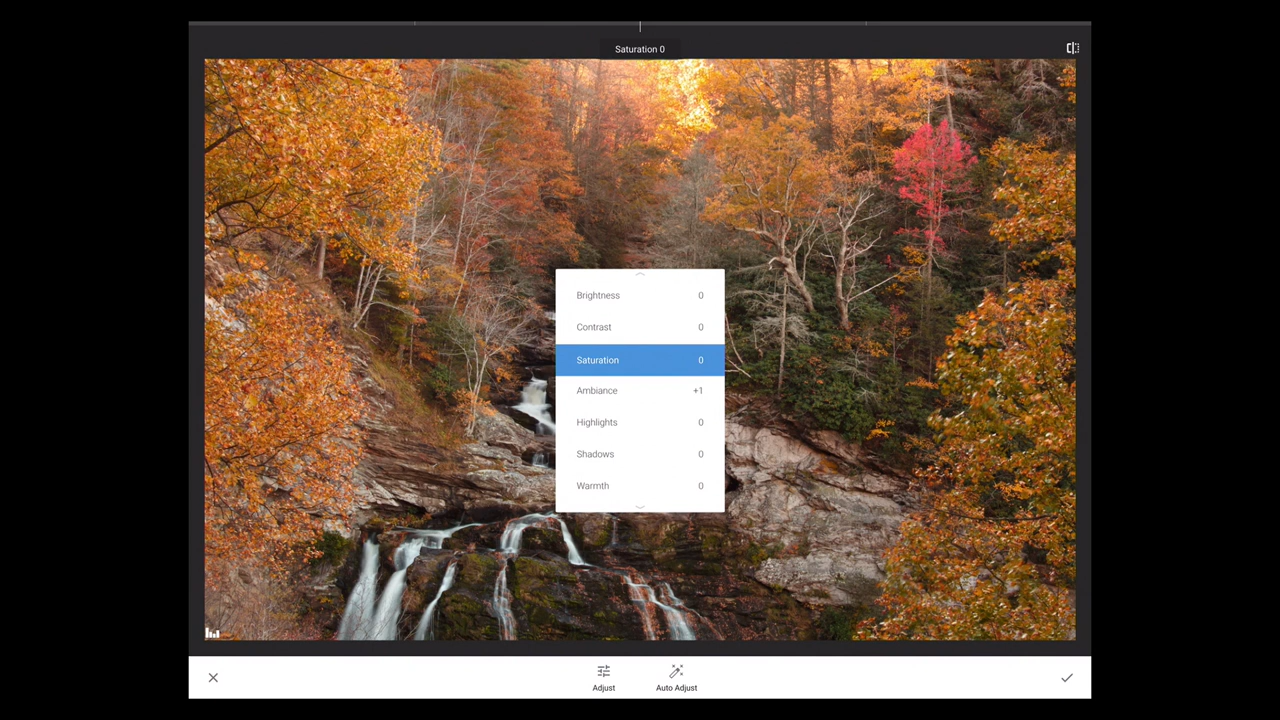 Saturation 0
Brightness 0
Contrast 0
Saturation 0
Ambiance +1
Highlights 0
Shadows 0
Warmth 0
Adjust
Auto Adjust